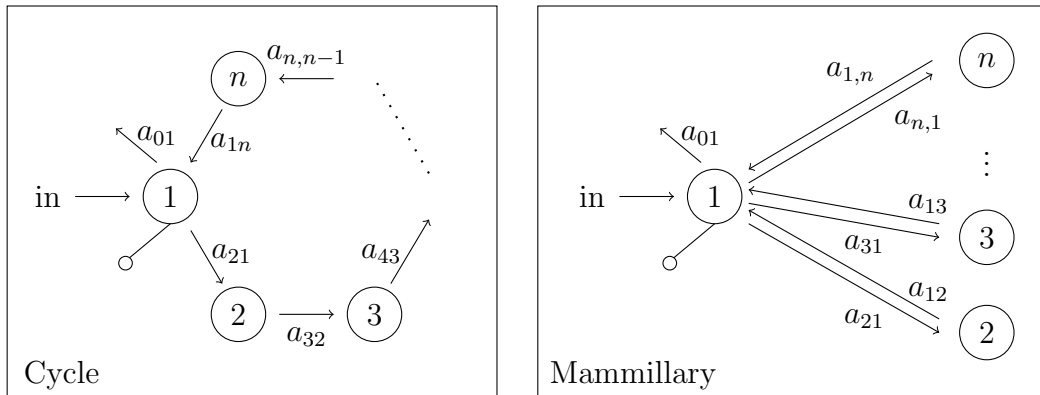 a_{n,n−1}
n
a_{01}
a_{1n}
in
1
a_{21}
a_{43}
2
a_{32}
3
Cycle
n
a_{1,n}
a_{n,1}
a_{01}
in
1
a_{13}
a_{31}
3
a_{12}
a_{21}
2
Mammillary